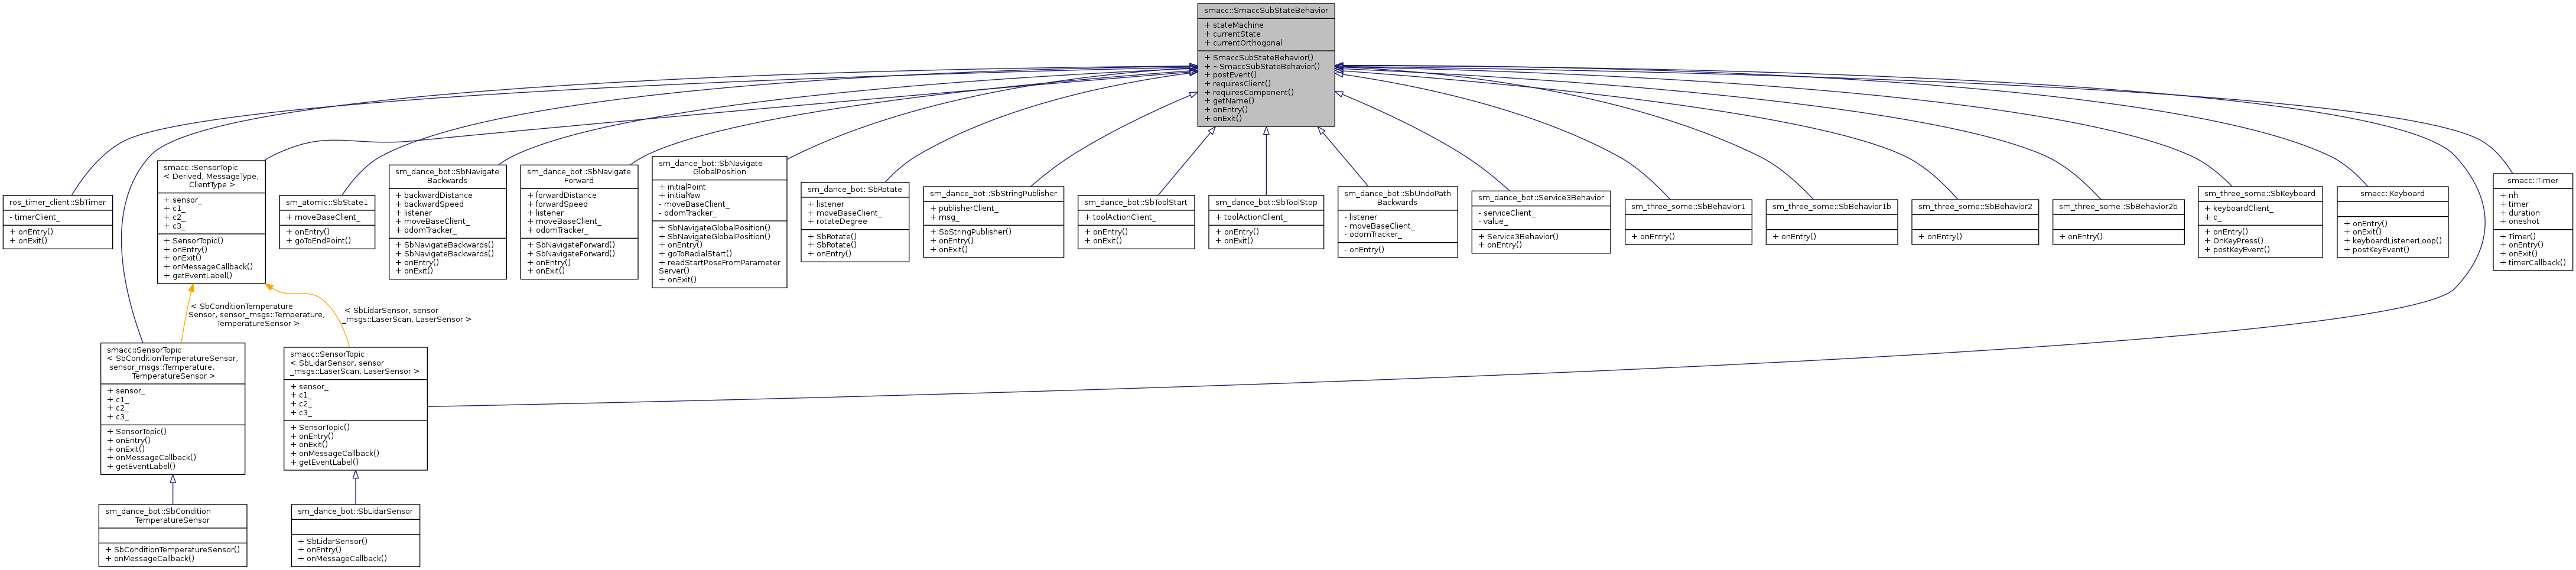 smacc::SmaccSubStateBehavior
+ stateMachine
+ currentState
+ currentOrthogonal
+ SmaccSubStateBehavior()
+ ~SmaccSubStateBehavior()
+ postEvent()
+ requiresClient()
+ requiresComponent()
+ getName()
+ onEntry()
+ onExit()
ros_timer_client::SbTimer
- timerClient_
+ onEntry()
+ onExit()
smacc::SensorTopic
< Derived, MessageType,
ClientType >
+ sensor_
+ c1_
+ c2_
+ c3_
+ SensorTopic()
+ onEntry()
+ onExit()
+ onMessageCallback()
+ getEventLabel()
sm_atomic::SbState1
+ moveBaseClient_
+ onEntry()
+ goToEndPoint()
sm_dance_bot::SbNavigate
Backwards
+ backwardDistance
+ backwardSpeed
+ listener
+ moveBaseClient_
+ odomTracker_
+ SbNavigateBackwards()
+ SbNavigateBackwards()
+ onEntry()
+ onExit()
sm_dance_bot::SbNavigate
Forward
+ forwardDistance
+ forwardSpeed
+ listener
+ moveBaseClient_
+ odomTracker_
+ SbNavigateForward()
+ SbNavigateForward()
+ onEntry()
+ onExit()
sm_dance_bot::SbNavigate
GlobalPosition
+ initialPoint
+ initialYaw
- moveBaseClient_
- odomTracker_
+ SbNavigateGlobalPosition()
+ SbNavigateGlobalPosition()
+ onEntry()
+ goToRadialStart()
+ readStartPoseFromParameter
Server()
+ onExit()
sm_dance_bot::SbRotate
+ listener
+ moveBaseClient_
+ rotateDegree
+ SbRotate()
+ SbRotate()
+ onEntry()
sm_dance_bot::SbStringPublisher
+ publisherClient_
+ msg_
+ SbStringPublisher()
+ onEntry()
+ onExit()
sm_dance_bot::SbToolStart
+ toolActionClient_
+ onEntry()
+ onExit()
sm_dance_bot::SbToolStop
+ toolActionClient_
+ onEntry()
+ onExit()
sm_dance_bot::SbUndoPath
Backwards
- listener
- moveBaseClient_
- odomTracker_
- onEntry()
sm_dance_bot::Service3Behavior
- serviceClient_
- value_
+ Service3Behavior()
+ onEntry()
sm_three_some::SbBehavior1
+ onEntry()
sm_three_some::SbBehavior1b
+ onEntry()
sm_three_some::SbBehavior2
+ onEntry()
sm_three_some::SbBehavior2b
+ onEntry()
sm_three_some::SbKeyboard
+ keyboardClient_
+ c_
+ onEntry()
+ OnKeyPress()
+ postKeyEvent()
smacc::Keyboard
+ onEntry()
+ onExit()
+ keyboardListenerLoop()
+ postKeyEvent()
smacc::Timer
+ nh
+ timer
+ duration
+ oneshot
+ Timer()
+ onEntry()
+ onExit()
+ timerCallback()
< SbConditionTemperature
Sensor, sensor_msgs::Temperature,
TemperatureSensor >
< SbLidarSensor, sensor
_msgs::LaserScan, LaserSensor >
smacc::SensorTopic
< SbConditionTemperatureSensor,
sensor_msgs::Temperature,
TemperatureSensor >
+ sensor_
+ c1_
+ c2_
+ c3_
+ SensorTopic()
+ onEntry()
+ onExit()
+ onMessageCallback()
+ getEventLabel()
smacc::SensorTopic
< SbLidarSensor, sensor
_msgs::LaserScan, LaserSensor >
+ sensor_
+ c1_
+ c2_
+ c3_
+ SensorTopic()
+ onEntry()
+ onExit()
+ onMessageCallback()
+ getEventLabel()
sm_dance_bot::SbCondition
TemperatureSensor
+ SbConditionTemperatureSensor()
+ onMessageCallback()
sm_dance_bot::SbLidarSensor
+ SbLidarSensor()
+ onEntry()
+ onMessageCallback()